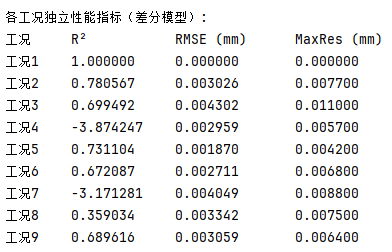 各工况独立性能指标（差分模型）：
工况 R² RMSE (mm) MaxRes (mm)
工况1 1.000000 0.000000 0.000000
工况2 0.780567 0.003026 0.007700
工况3 0.699492 0.004302 0.011000
工况4 -3.874247 0.002959 0.005700
工况5 0.731104 0.001870 0.004200
工况6 0.672087 0.002711 0.006800
工况7 -3.171281 0.004049 0.008800
工况8 0.359034 0.003342 0.007500
工况9 0.689616 0.003059 0.006400